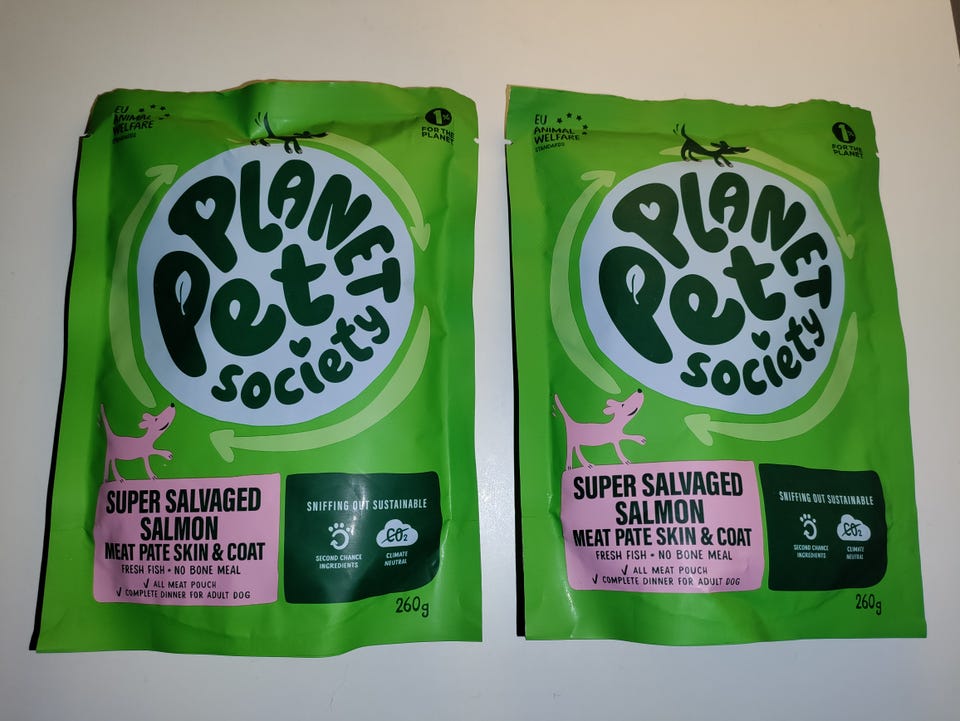 EU
ANIMAL
WELFARE
STANDARDS
1%
FOR THE
PLANET
PLANET
Pet
society
SUPER SALVAGED
SALMON
MEAT PATE SKIN & COAT
FRESH FISH • NO BONE MEAL
√ ALL MEAT POUCH
√ COMPLETE DINNER FOR ADULT DOG
SNIFFING OUT SUSTAINABLE
SECOND CHANCE
INGREDIENTS
CO2
CLIMATE
NEUTRAL
260g
EU
ANIMAL
WELFARE
STANDARDS
1%
FOR THE
PLANET
PLANET
Pet
society
SUPER SALVAGED
SALMON
MEAT PATE SKIN & COAT
FRESH FISH • NO BONE MEAL
√ ALL MEAT POUCH
√ COMPLETE DINNER FOR ADULT DOG
SNIFFING OUT SUSTAINABLE
SECOND CHANCE
INGREDIENTS
CO2
CLIMATE
NEUTRAL
260g